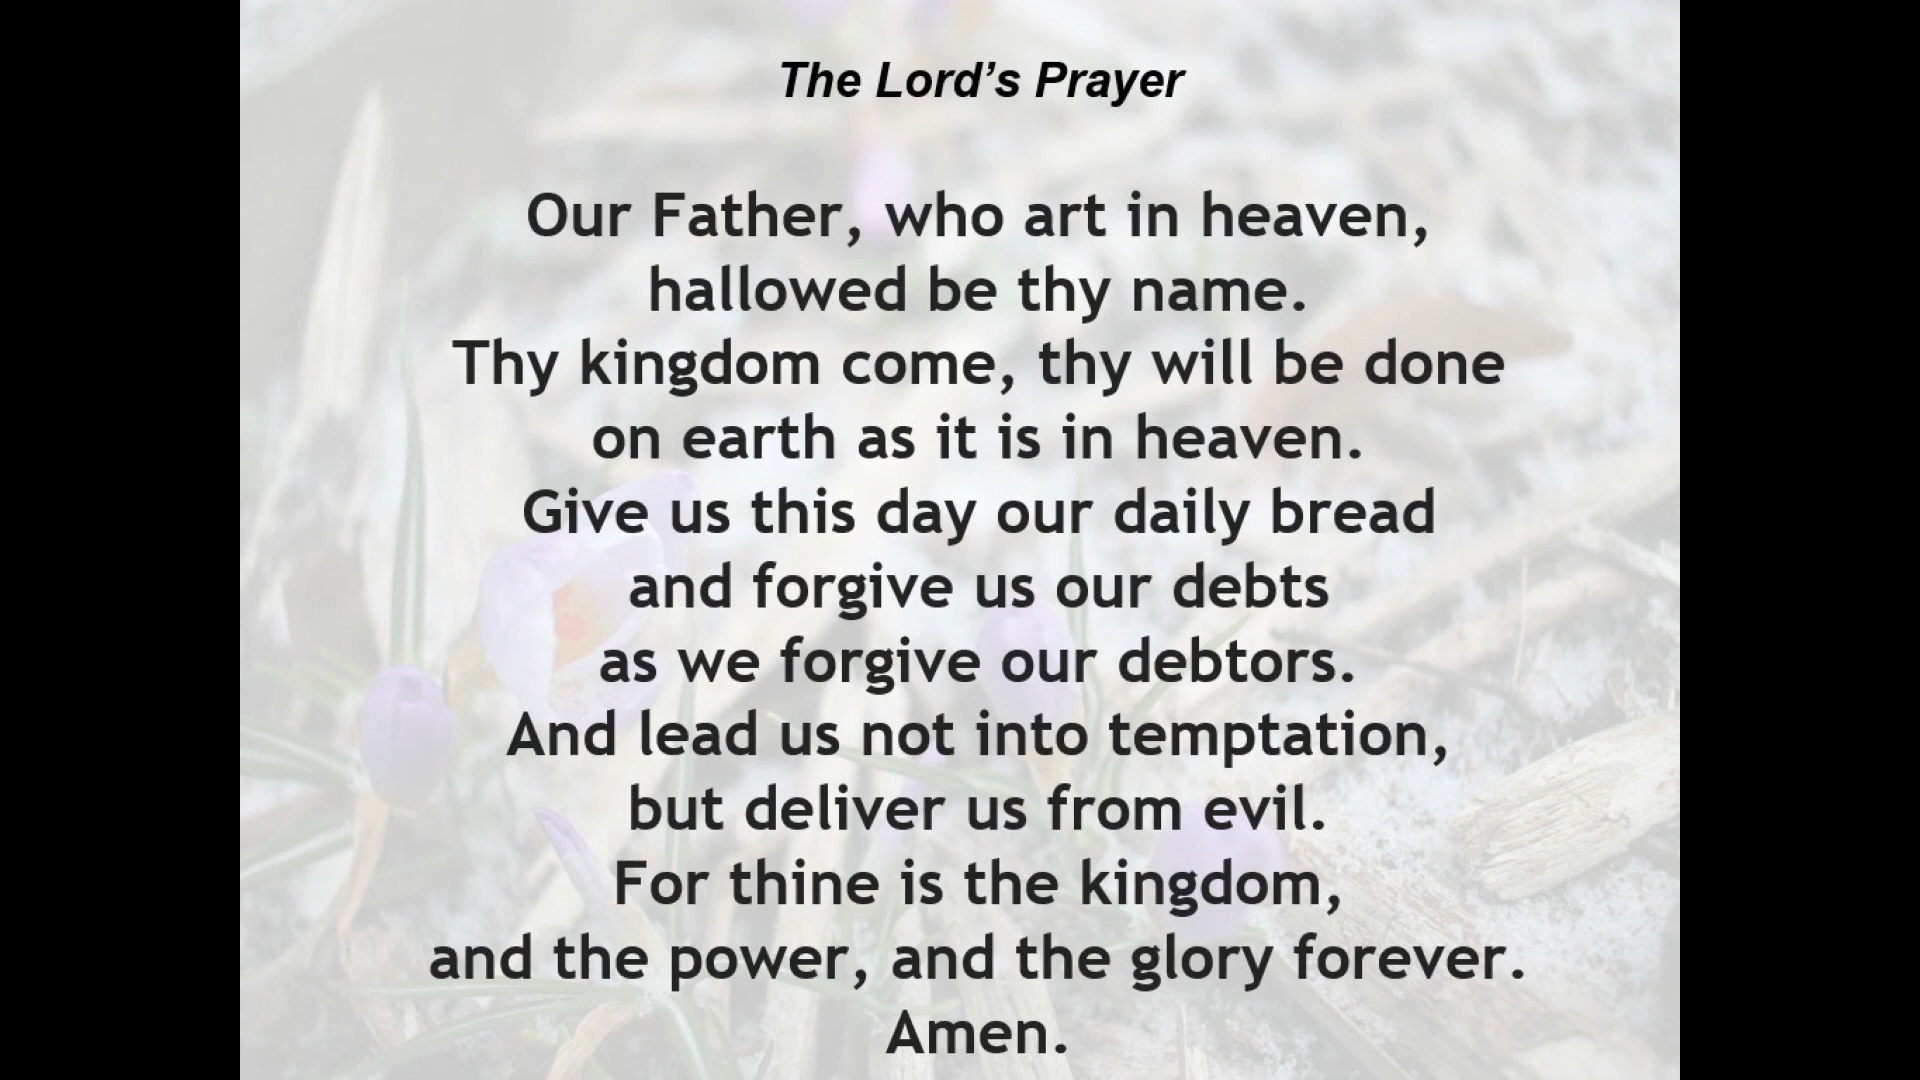 The Lord’s Prayer
Our Father, who art in heaven,
hallowed be thy name.
Thy kingdom come, thy will be done
on earth as it is in heaven.
Give us this day our daily bread
and forgive us our debts
as we forgive our debtors.
And lead us not into temptation,
but deliver us from evil.
For thine is the kingdom,
and the power, and the glory forever.
Amen.